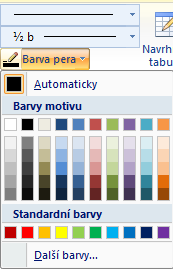 ½ b
Barva pera
Navrh
tabu
Automaticky
Barvy motivu
Standardní barvy
Další barvy...